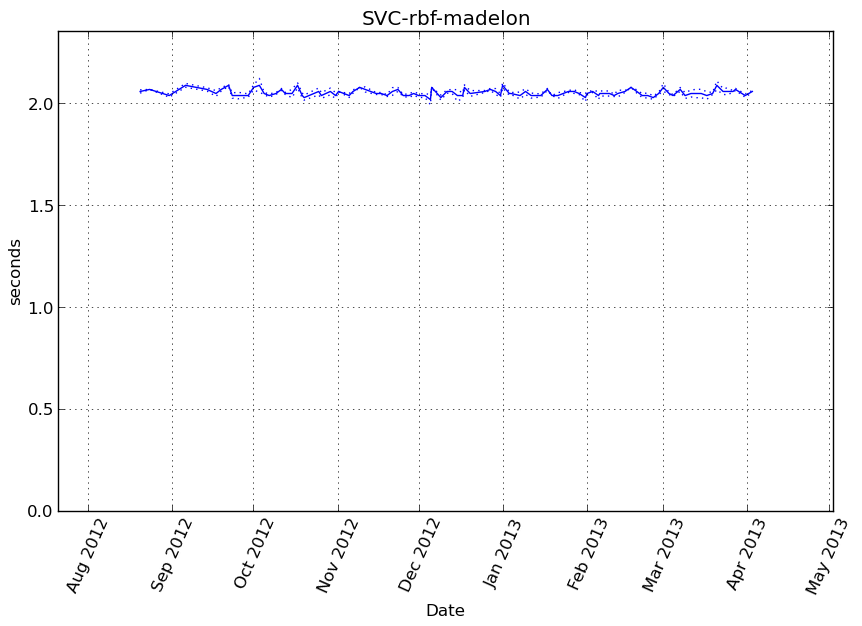 SVC-rbf-madelon
2.0
1.5
1.0
0.5
0.0
seconds
Aug 2012
Sep 2012
Oct 2012
Nov 2012
Dec 2012
Jan 2013
Feb 2013
Mar 2013
Apr 2013
May 2013
Date